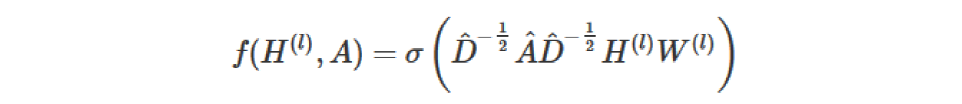 f(H^{(l)}, A) = σ(D̂^{-1/2} Â D̂^{-1/2} H^{(l)} W^{(l)})